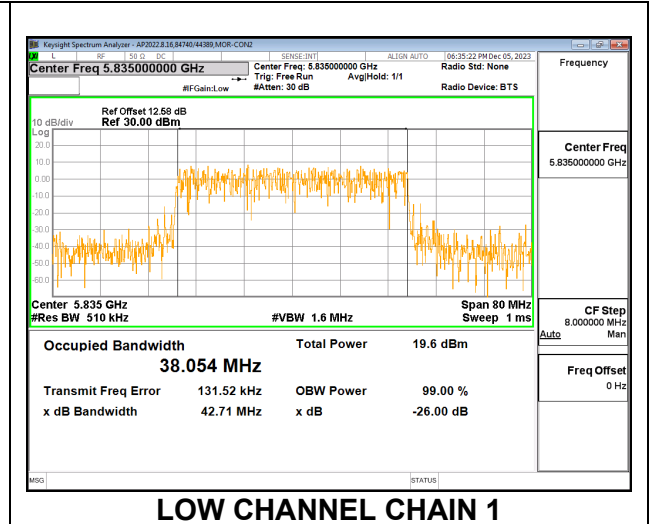 Keysight Spectrum Analyzer - AP2022.8.16,84740/44389,MOR-CON2
L RF 50 Ω DC SENSE:INT ALIGN AUTO 06:35:22 PM Dec 05, 2023
Center Freq 5.835000000 GHz Center Freq: 5.835000000 GHz Radio Std: None Frequency
Trig: Free Run Avg|Hold: 1/1
#IFGain:Low #Atten: 30 dB Radio Device: BTS
Ref Offset 12.58 dB
10 dB/div Ref 30.00 dBm
Log
20.0
10.0
0.00
-10.0
-20.0
-30.0
-40.0
-50.0
-60.0
Center 5.835 GHz Span 80 MHz
#Res BW 510 kHz #VBW 1.6 MHz Sweep 1 ms
Occupied Bandwidth Total Power 19.6 dBm
38.054 MHz
Transmit Freq Error 131.52 kHz OBW Power 99.00 %
x dB Bandwidth 42.71 MHz x dB -26.00 dB
Center Freq
5.835000000 GHz
CF Step
8.000000 MHz
Auto Man
Freq Offset
0 Hz
MSG STATUS
LOW CHANNEL CHAIN 1